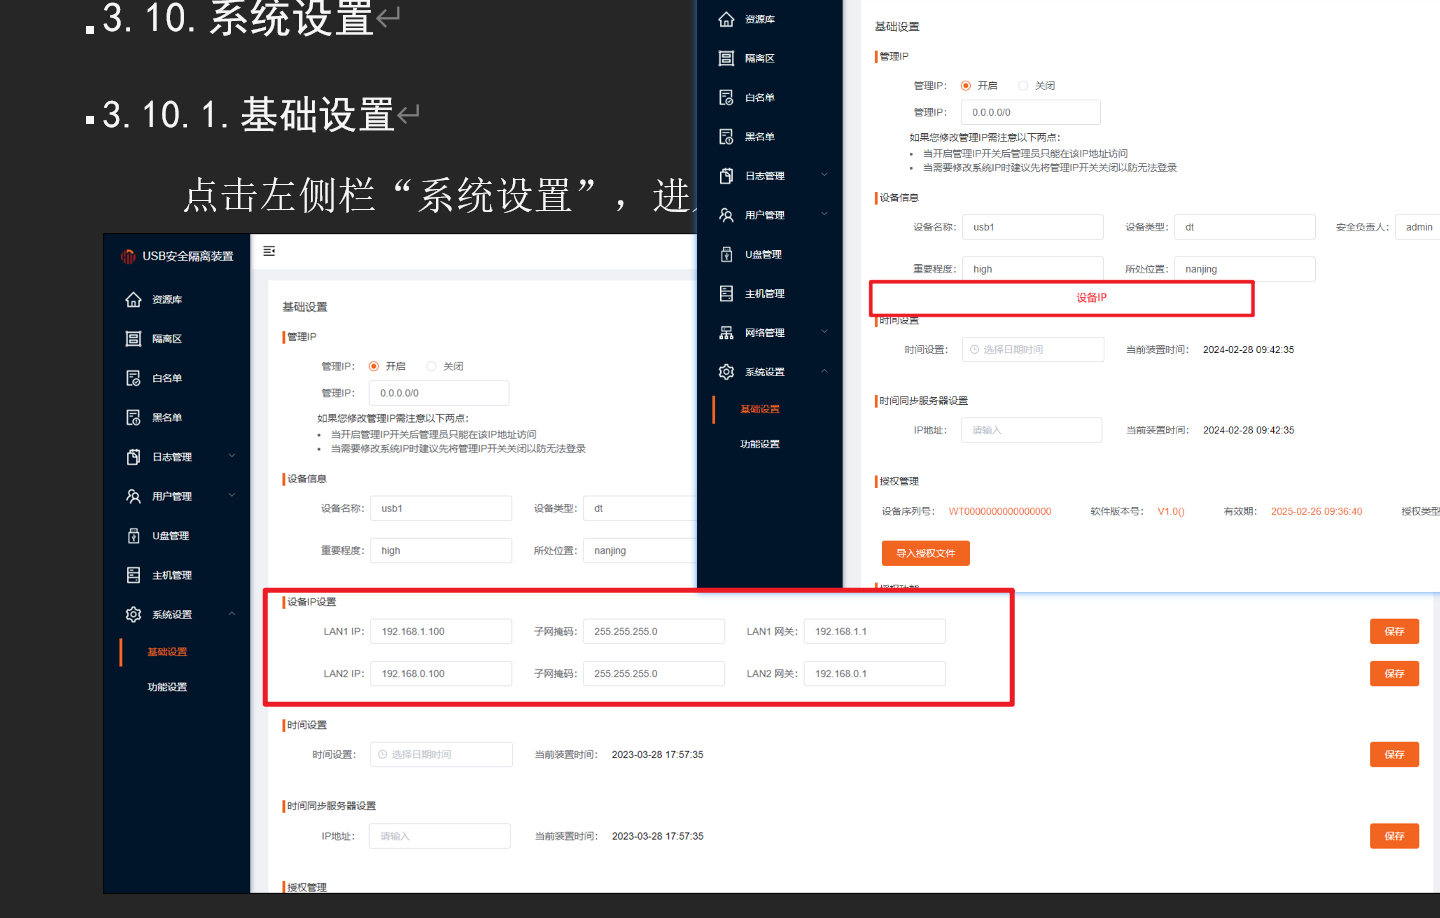 3.10.系统设置
3.10.1.基础设置
点击左侧栏“系统设置”，进
USB安全隔离装置
资源库
隔离区
白名单
黑名单
日志管理
用户管理
U盘管理
主机管理
系统设置
基础设置
功能设置
基础设置
管理IP
管理IP： 开启 关闭
管理IP： 0.0.0.0/0
如果您修改管理IP需注意以下两点：
• 当开启管理IP开关后管理员只能在该IP地址访问
• 当需要修改系统IP时建议先将管理IP开关关闭以防无法登录
设备信息
设备名称： usb1 设备类型： dt
重要程度： high 所处位置： nanjing
设备IP设置
LAN1 IP： 192.168.1.100 子网掩码： 255.255.255.0 LAN1 网关： 192.168.1.1 保存
LAN2 IP： 192.168.0.100 子网掩码： 255.255.255.0 LAN2 网关： 192.168.0.1 保存
时间设置
时间设置： 选择日期时间 当前装置时间： 2023-03-28 17:57:35 保存
时间同步服务器设置
IP地址： 请输入 当前装置时间： 2023-03-28 17:57:35 保存
授权管理
资源库
隔离区
白名单
黑名单
日志管理
用户管理
U盘管理
主机管理
网络管理
系统设置
基础设置
功能设置
基础设置
管理IP
管理IP： 开启 关闭
管理IP： 0.0.0.0/0
如果您修改管理IP需注意以下两点：
• 当开启管理IP开关后管理员只能在该IP地址访问
• 当需要修改系统IP时建议先将管理IP开关关闭以防无法登录
设备信息
设备名称： usb1 设备类型： dt 安全负责人： admin
重要程度： high 所处位置： nanjing
设备IP
时间设置
时间设置： 选择日期时间 当前装置时间： 2024-02-28 09:42:35
时间同步服务器设置
IP地址： 请输入 当前装置时间： 2024-02-28 09:42:35
授权管理
设备序列号： WT0000000000000000 软件版本号： V1.0() 有效期： 2025-02-26 09:36:40 授权类型
导入授权文件